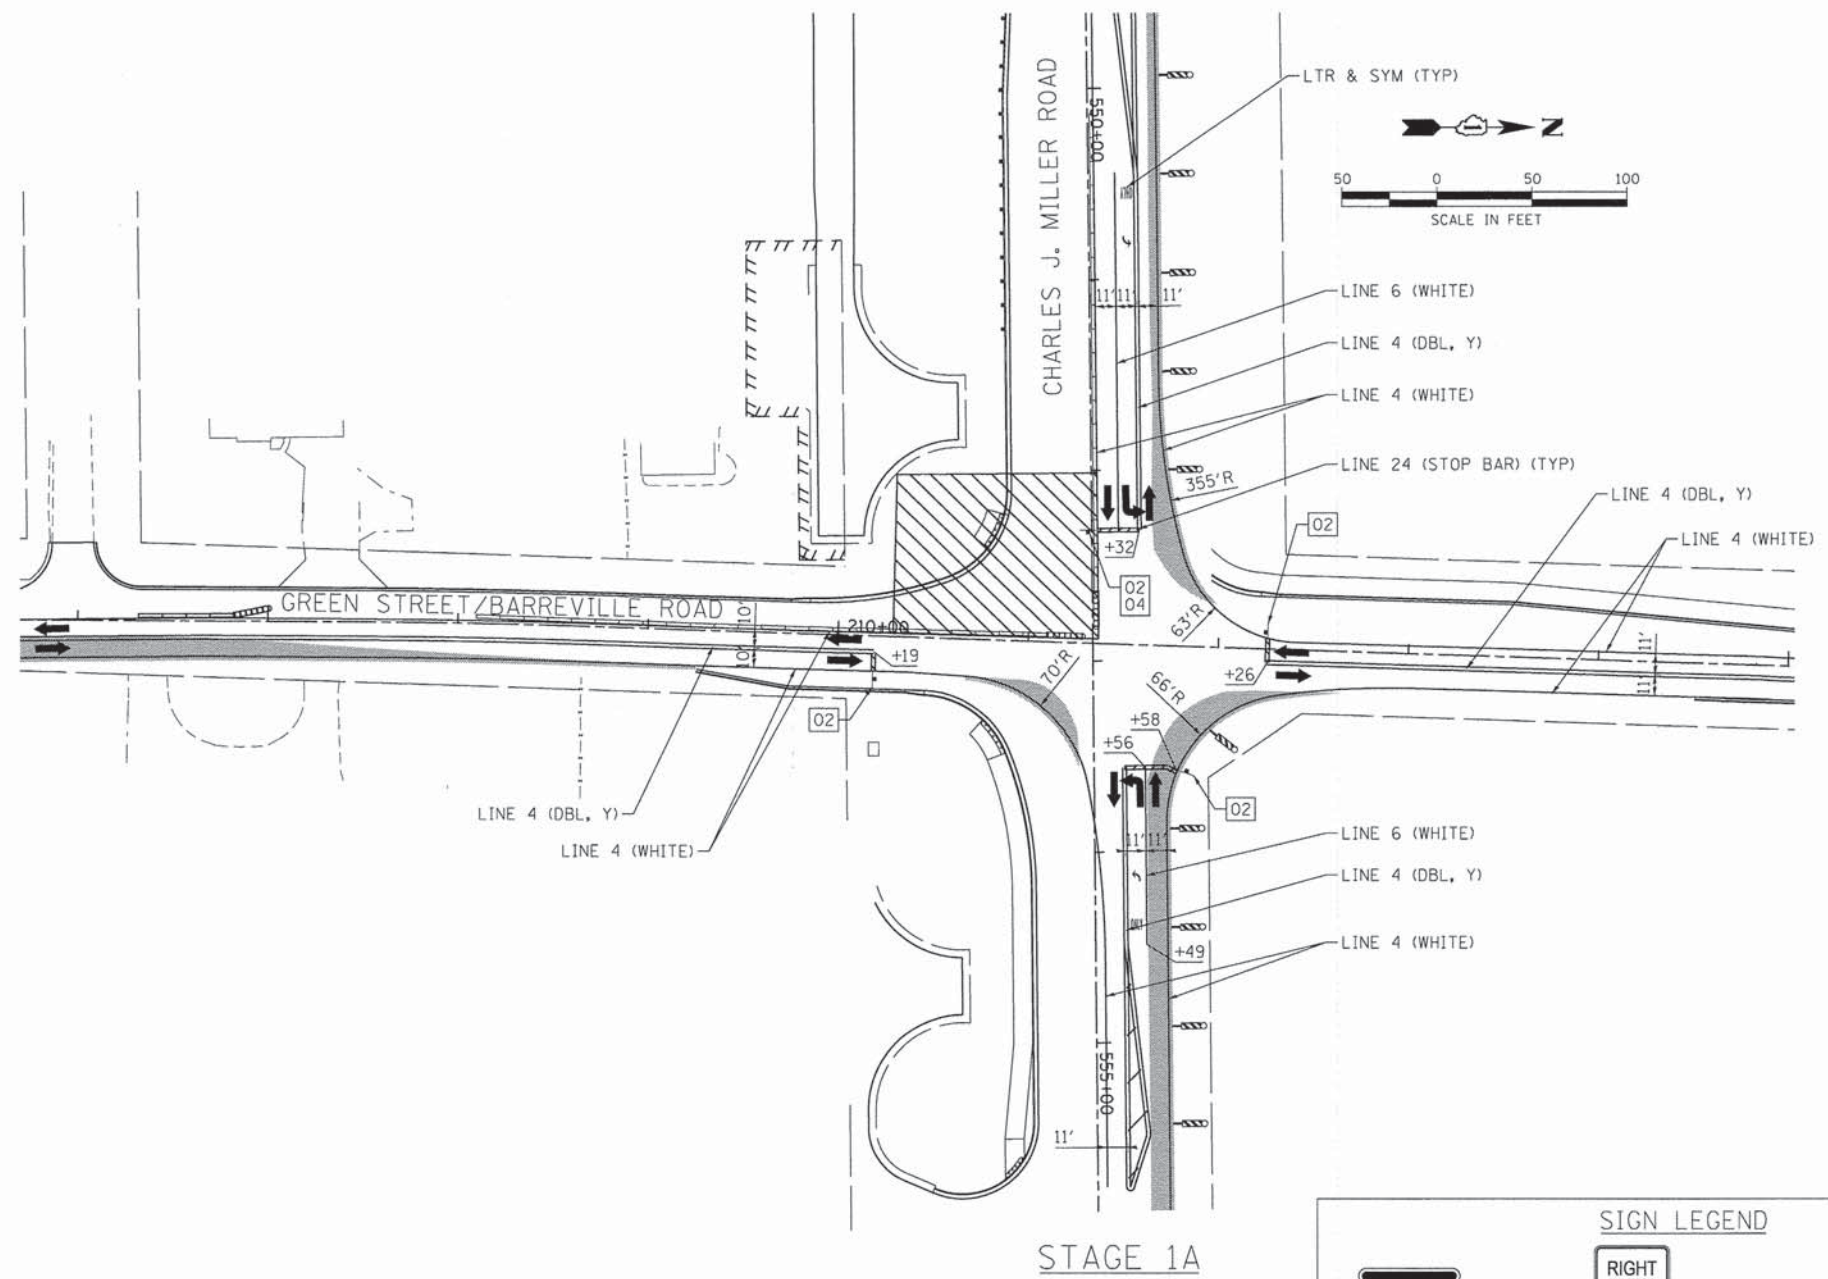 LTR & SYM (TYP)
N
50 0 50 100
SCALE IN FEET
CHARLES J. MILLER ROAD
550+00
ONLY
11' 11' 11'
LINE 6 (WHITE)
LINE 4 (DBL, Y)
LINE 4 (WHITE)
LINE 24 (STOP BAR) (TYP)
355'R
LINE 4 (DBL, Y)
02
LINE 4 (WHITE)
+32
02
04
GREEN STREET/BARREVILLE ROAD
10'
10'
210+00
+19
63'R
70'R
66'R
+26
11'
11'
02
+58
+56
02
LINE 4 (DBL, Y)
LINE 4 (WHITE)
11' 11'
LINE 6 (WHITE)
LINE 4 (DBL, Y)
ONLY
+49
LINE 4 (WHITE)
555+00
11'
STAGE 1A
SIGN LEGEND
RIGHT